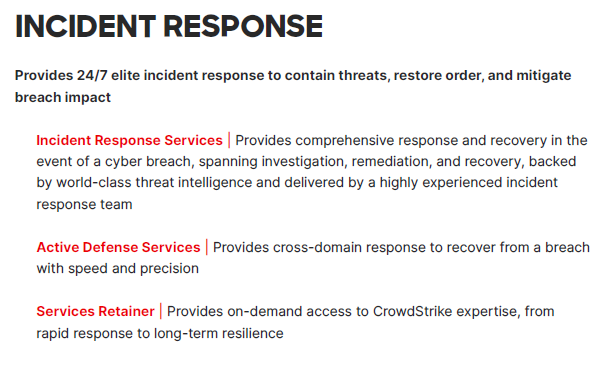 INCIDENT RESPONSE
Provides 24/7 elite incident response to contain threats, restore order, and mitigate
breach impact
Incident Response Services | Provides comprehensive response and recovery in the
event of a cyber breach, spanning investigation, remediation, and recovery, backed
by world-class threat intelligence and delivered by a highly experienced incident
response team
Active Defense Services | Provides cross-domain response to recover from a breach
with speed and precision
Services Retainer | Provides on-demand access to CrowdStrike expertise, from
rapid response to long-term resilience